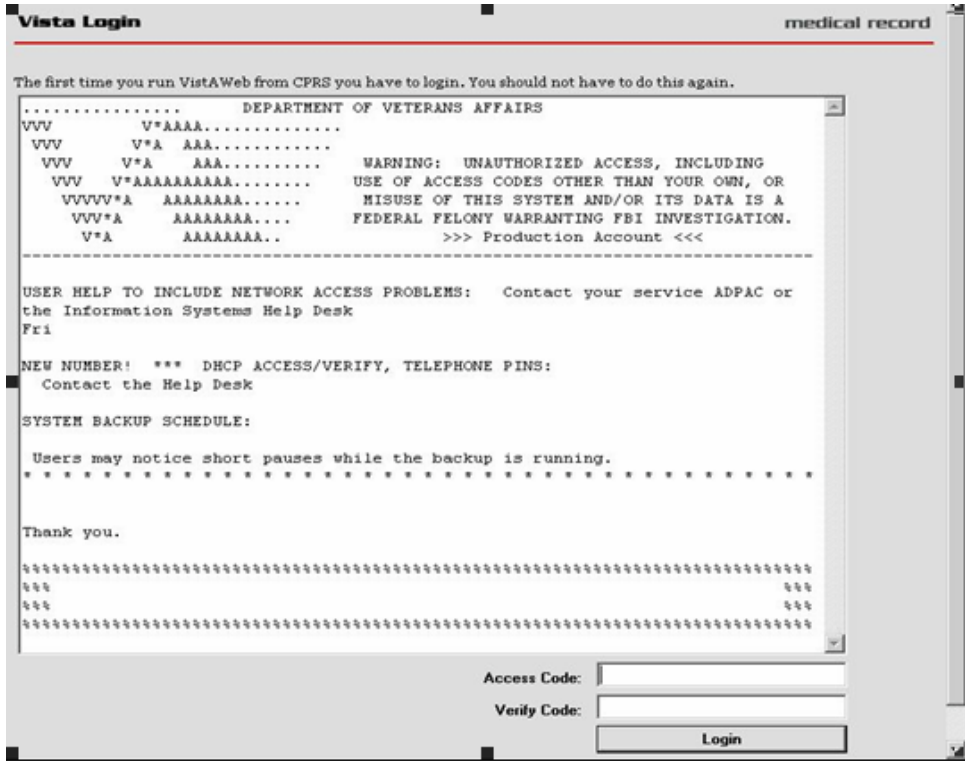 Vista Login
medical record
The first time you run VistAWeb from CPRS you have to login. You should not have to do this again.
................ DEPARTMENT OF VETERANS AFFAIRS
VVV V*AAAA..............
VVV V*A AAA............
VVV V*A AAA.......... WARNING: UNAUTHORIZED ACCESS, INCLUDING
VVV V*AAAAAAAAAA........ USE OF ACCESS CODES OTHER THAN YOUR OWN, OR
VVVVV*A AAAAAAAA...... MISUSE OF THIS SYSTEM AND/OR ITS DATA IS A
VVV*A AAAAAAAA.... FEDERAL FELONY WARRANTING FBI INVESTIGATION.
V*A AAAAAAAA.. >>> Production Account <<<
-------------------------------------------------------------------------------
USER HELP TO INCLUDE NETWORK ACCESS PROBLEMS: Contact your service ADPAC or
the Information Systems Help Desk
Fri
NEW NUMBER! *** DHCP ACCESS/VERIFY, TELEPHONE PINS:
Contact the Help Desk
SYSTEM BACKUP SCHEDULE:
Users may notice short pauses while the backup is running.
* * * * * * * * * * * * * * * * * * * * * * * * * * * * * * * * * * * *
Thank you.
%%%%%%%%%%%%%%%%%%%%%%%%%%%%%%%%%%%%%%%%%%%%%%%%%%%%%%%%%%%%%%%%%%%%%%%%%%%%%%%
%%% %%%
%%% %%%
%%%%%%%%%%%%%%%%%%%%%%%%%%%%%%%%%%%%%%%%%%%%%%%%%%%%%%%%%%%%%%%%%%%%%%%%%%%%%%%
Access Code:
Verify Code:
Login